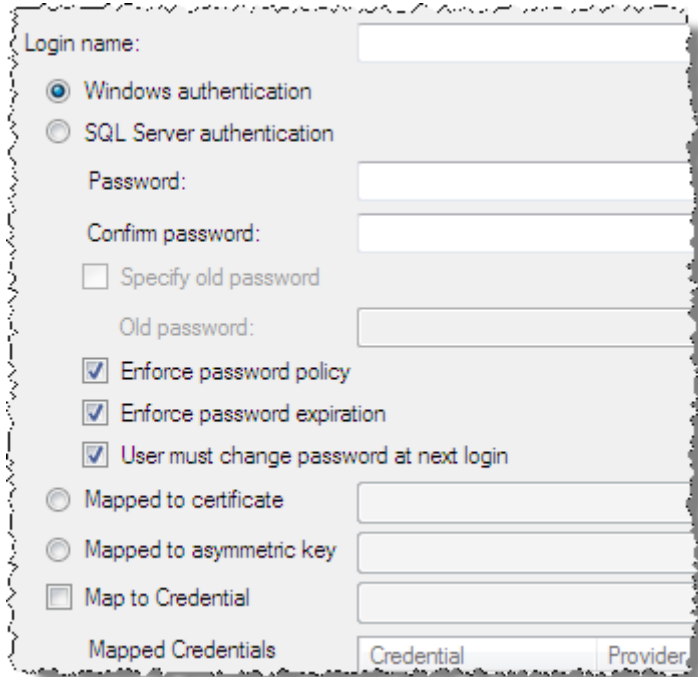 Login name:
Windows authentication
SQL Server authentication
Password:
Confirm password:
Specify old password
Old password:
Enforce password policy
Enforce password expiration
User must change password at next login
Mapped to certificate
Mapped to asymmetric key
Map to Credential
Mapped Credentials
Credential Provider